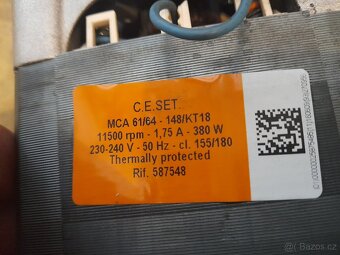 C.E.SET.
MCA 61/64 - 148/KT18
11500 rpm - 1,75 A - 380 W
230-240 V - 50 Hz - cl. 155/180
Thermally protected
Rif. 587548
Bazos.cz